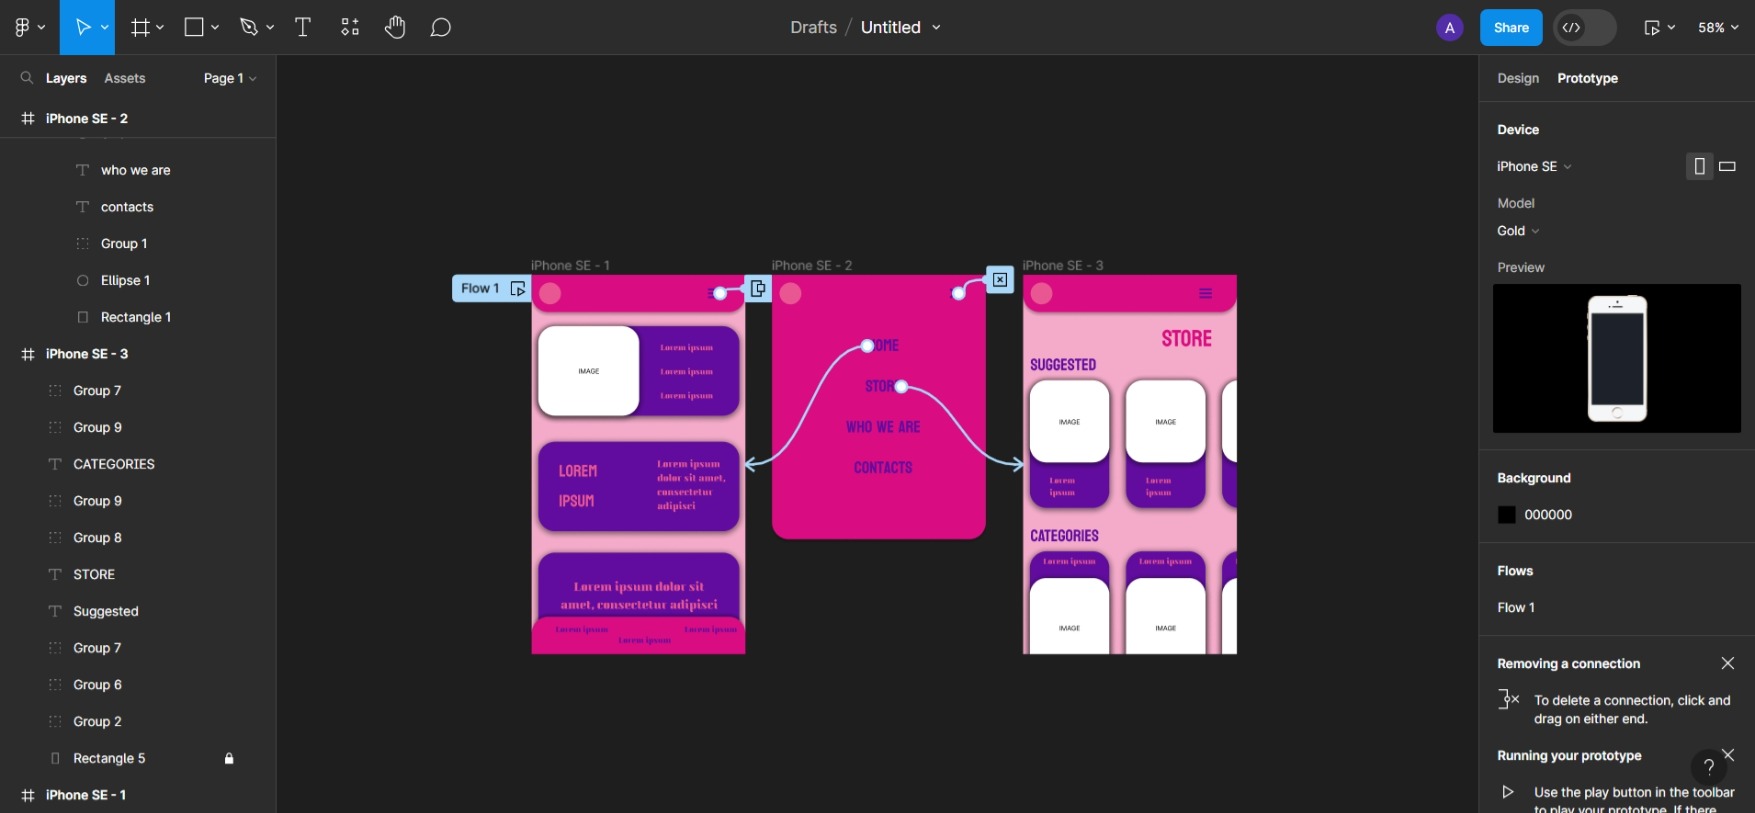 Drafts / Untitled
A
Share
58%
Layers
Assets
Page 1
iPhone SE - 2
who we are
contacts
Group 1
Ellipse 1
Rectangle 1
iPhone SE - 3
Group 7
Group 9
CATEGORIES
Group 9
Group 8
STORE
Suggested
Group 7
Group 6
Group 2
Rectangle 5
iPhone SE - 1
Flow 1
iPhone SE - 1
IMAGE
Lorem ipsum
Lorem ipsum
Lorem ipsum
LOREM
IPSUM
Lorem ipsum
dolor sit amet,
consectetur
adipisci
Lorem ipsum dolor sit
amet, consectetur adipisci
Lorem ipsum
Lorem ipsum
Lorem ipsum
iPhone SE - 2
OME
STOR
WHO WE ARE
CONTACTS
iPhone SE - 3
STORE
SUGGESTED
IMAGE
IMAGE
Lorem
ipsum
Lorem
ipsum
CATEGORIES
Lorem ipsum
Lorem ipsum
IMAGE
IMAGE
Design
Prototype
Device
iPhone SE
Model
Gold
Preview
Background
000000
Flows
Flow 1
Removing a connection
To delete a connection, click and
drag on either end.
Running your prototype
?
Use the play button in the toolbar
to play your prototype. If there